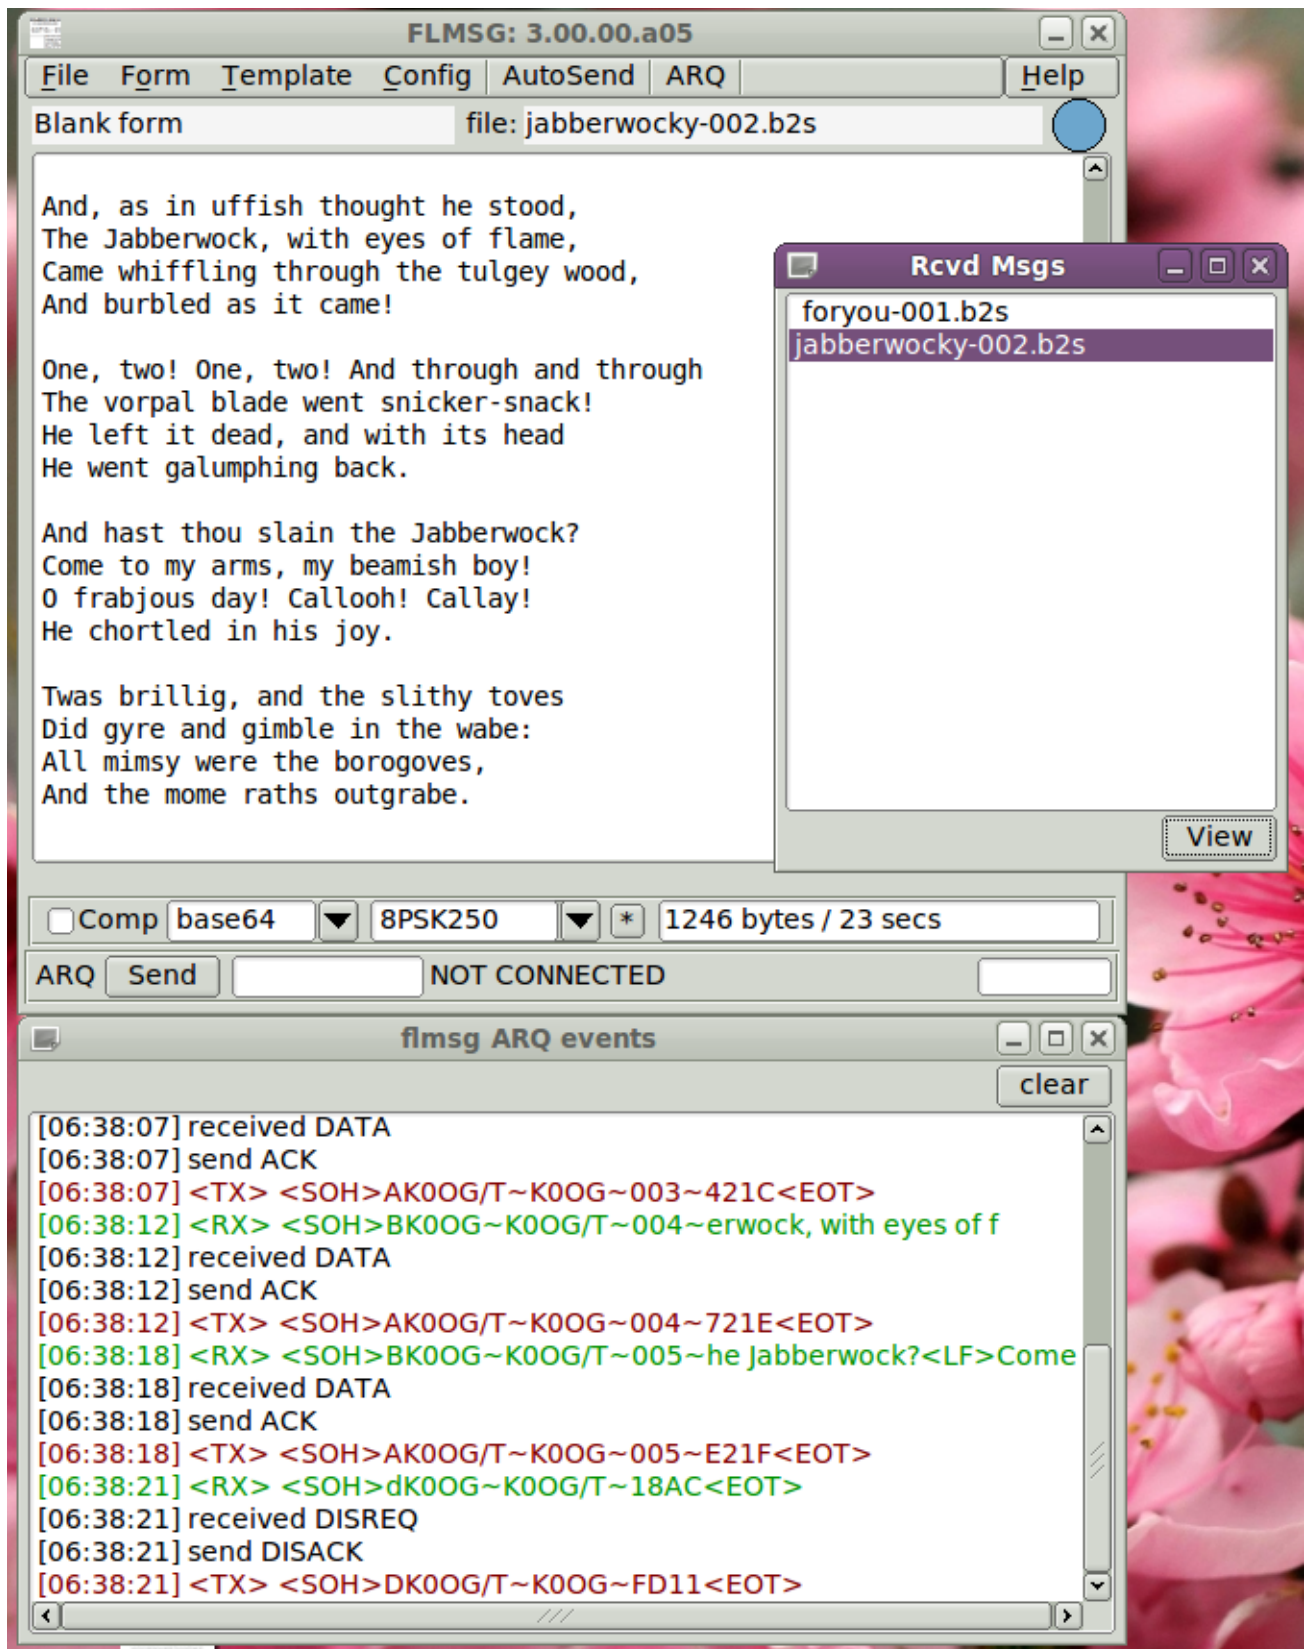 FLMSG: 3.00.00.a05
File Form Template Config AutoSend ARQ Help
Blank form file: jabberwocky-002.b2s
And, as in uffish thought he stood,
The Jabberwock, with eyes of flame,
Came whiffling through the tulgey wood,
And burbled as it came!
One, two! One, two! And through and through
The vorpal blade went snicker-snack!
He left it dead, and with its head
He went galumphing back.
And hast thou slain the Jabberwock?
Come to my arms, my beamish boy!
O frabjous day! Callooh! Callay!
He chortled in his joy.
Twas brillig, and the slithy toves
Did gyre and gimble in the wabe:
All mimsy were the borogoves,
And the mome raths outgrabe.
Rcvd Msgs
foryou-001.b2s
jabberwocky-002.b2s
View
Comp base64 8PSK250 * 1246 bytes / 23 secs
ARQ Send NOT CONNECTED
flmsg ARQ events
clear
[06:38:07] received DATA
[06:38:07] send ACK
[06:38:07] <TX> <SOH>AK0OG/T~K0OG~003~421C<EOT>
[06:38:12] <RX> <SOH>BK0OG~K0OG/T~004~erwock, with eyes of f
[06:38:12] received DATA
[06:38:12] send ACK
[06:38:12] <TX> <SOH>AK0OG/T~K0OG~004~721E<EOT>
[06:38:18] <RX> <SOH>BK0OG~K0OG/T~005~he Jabberwock?<LF>Come
[06:38:18] received DATA
[06:38:18] send ACK
[06:38:18] <TX> <SOH>AK0OG/T~K0OG~005~E21F<EOT>
[06:38:21] <RX> <SOH>dK0OG~K0OG/T~18AC<EOT>
[06:38:21] received DISREQ
[06:38:21] send DISACK
[06:38:21] <TX> <SOH>DK0OG/T~K0OG~FD11<EOT>